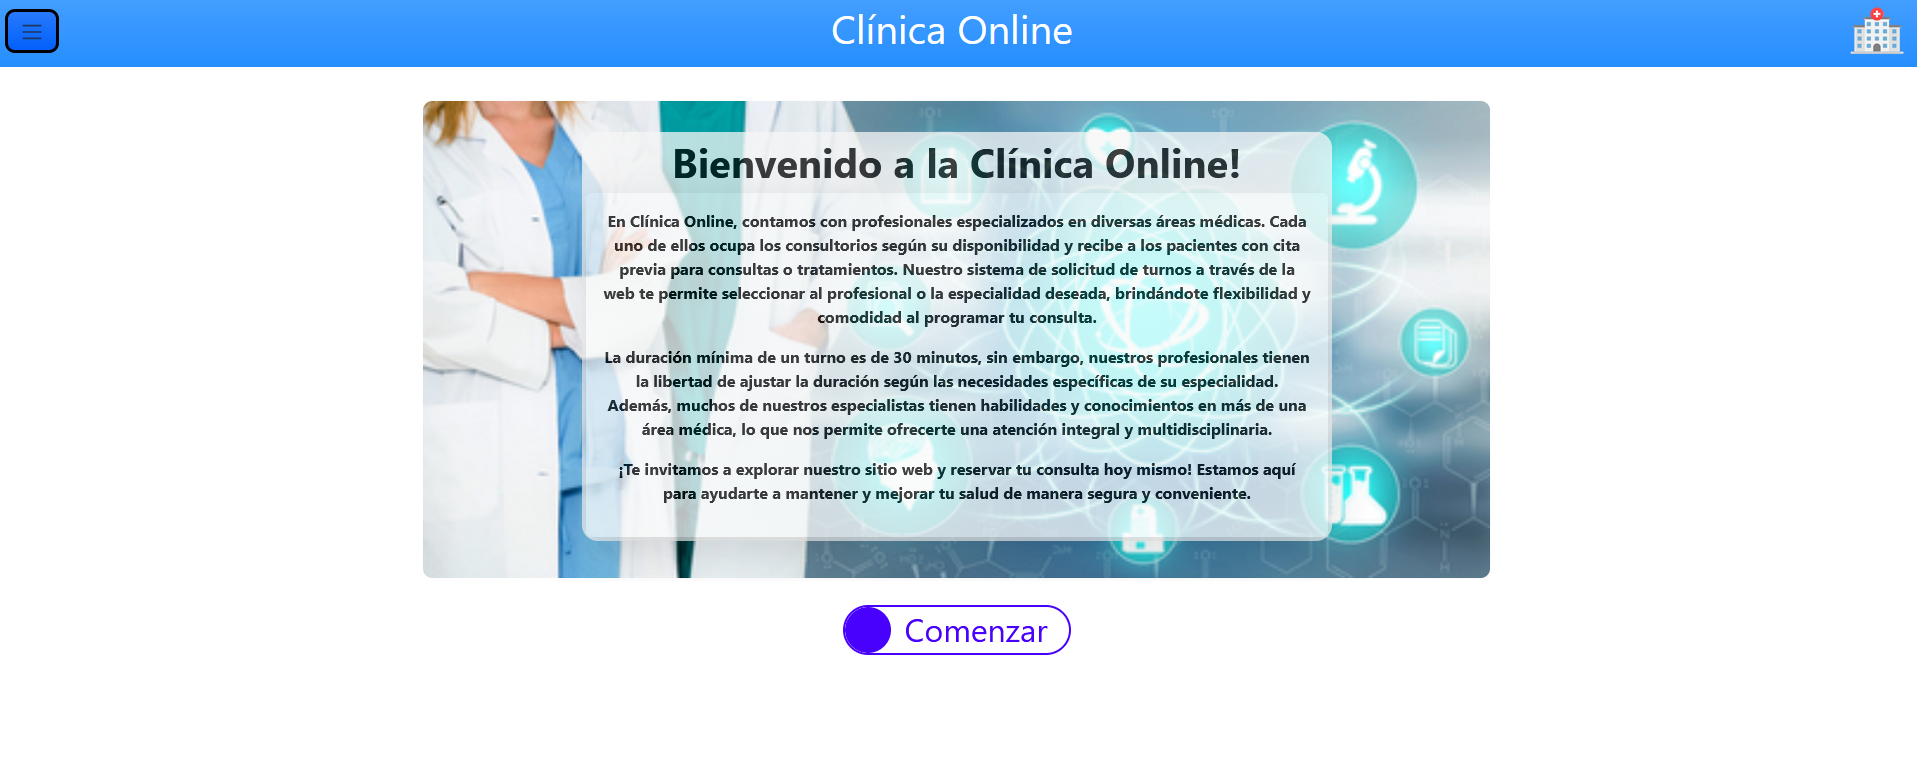 Clínica Online
Bienvenido a la Clínica Online!
En Clínica Online, contamos con profesionales especializados en diversas áreas médicas. Cada
uno de ellos ocupa los consultorios según su disponibilidad y recibe a los pacientes con cita
previa para consultas o tratamientos. Nuestro sistema de solicitud de turnos a través de la
web te permite seleccionar al profesional o la especialidad deseada, brindándote flexibilidad y
comodidad al programar tu consulta.
La duración mínima de un turno es de 30 minutos, sin embargo, nuestros profesionales tienen
la libertad de ajustar la duración según las necesidades específicas de su especialidad.
Además, muchos de nuestros especialistas tienen habilidades y conocimientos en más de una
área médica, lo que nos permite ofrecerte una atención integral y multidisciplinaria.
¡Te invitamos a explorar nuestro sitio web y reservar tu consulta hoy mismo! Estamos aquí
para ayudarte a mantener y mejorar tu salud de manera segura y conveniente.
Comenzar